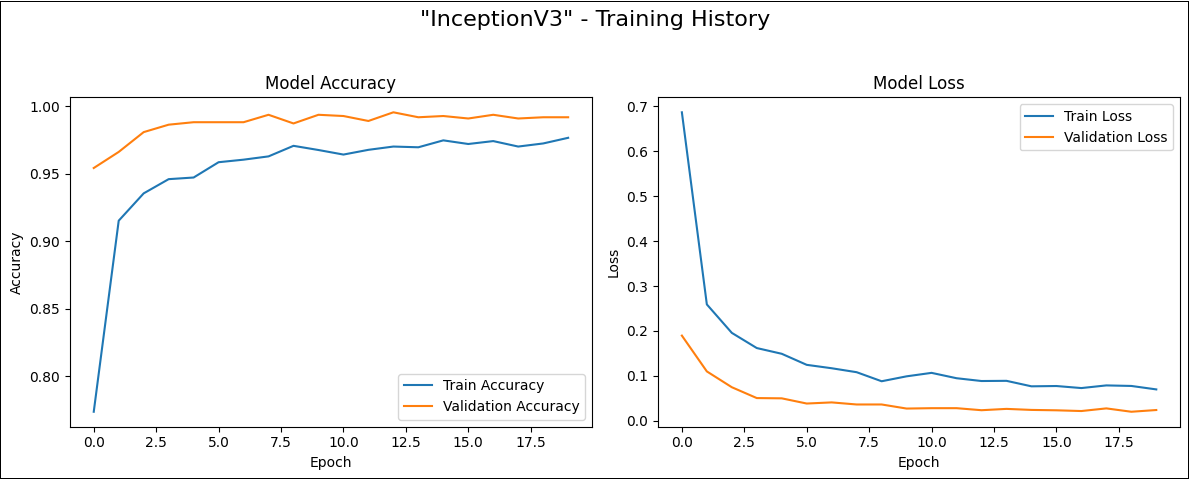 "InceptionV3" - Training History
Model Accuracy
1.00
0.95
0.90
0.85
0.80
Accuracy
Train Accuracy
Validation Accuracy
0.0 2.5 5.0 7.5 10.0 12.5 15.0 17.5
Epoch
Model Loss
0.7
0.6
0.5
0.4
0.3
0.2
0.1
0.0
Loss
Train Loss
Validation Loss
0.0 2.5 5.0 7.5 10.0 12.5 15.0 17.5
Epoch